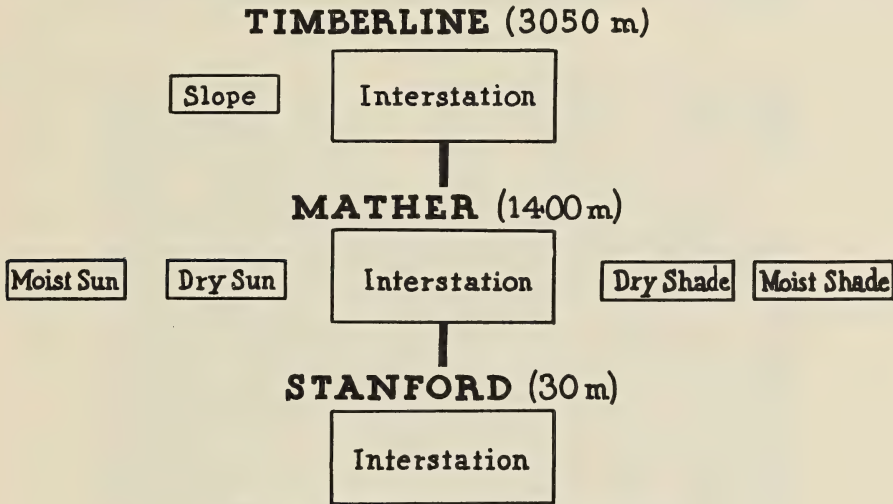 TIMBERLINE (3050 m)
Slope
Interstation
MATHER (1400 m)
Moist Sun
Dry Sun
Interstation
Dry Shade
Moist Shade
STANFORD (30 m)
Interstation